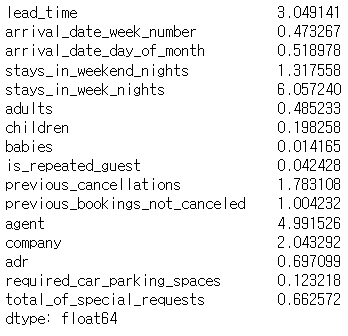 lead_time 3.049141
arrival_date_week_number 0.473267
arrival_date_day_of_month 0.518978
stays_in_weekend_nights 1.317558
stays_in_week_nights 6.057240
adults 0.485233
children 0.198258
babies 0.014165
is_repeated_guest 0.042428
previous_cancellations 1.783108
previous_bookings_not_canceled 1.004232
agent 4.991526
company 2.043292
adr 0.697099
required_car_parking_spaces 0.123218
total_of_special_requests 0.662572
dtype: float64